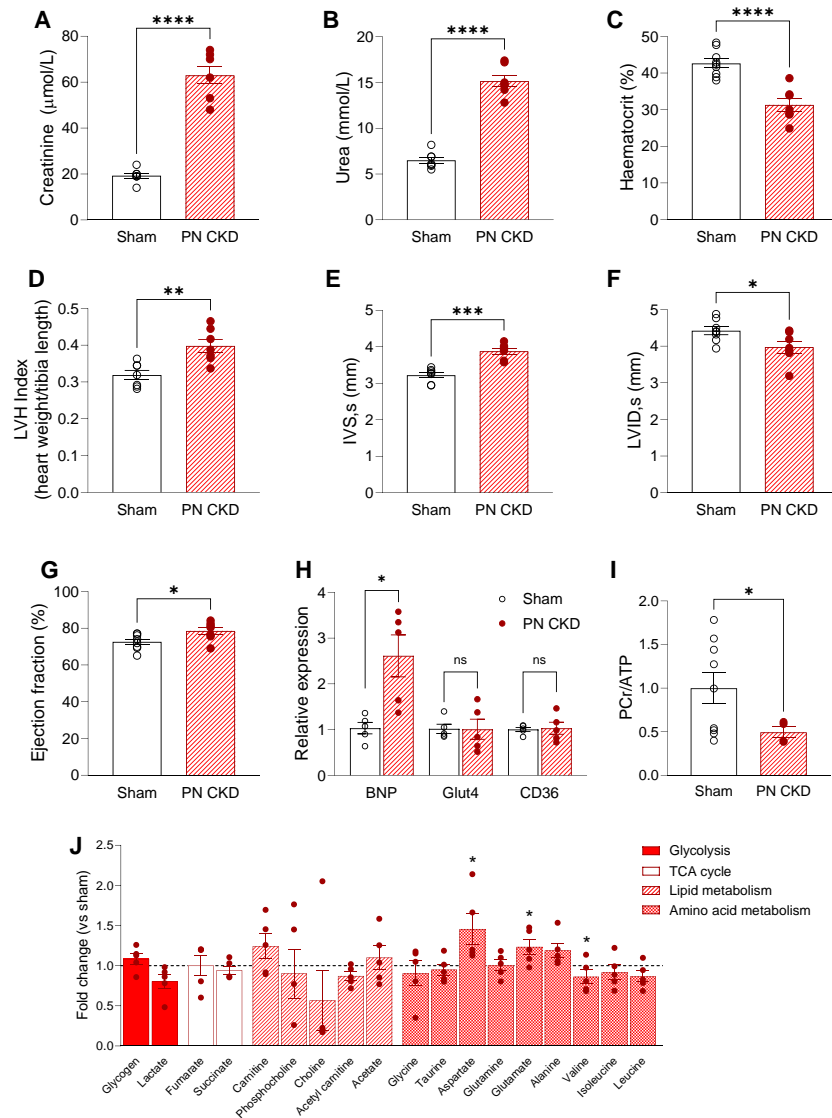 A
Creatinine (μmol/L)
80
60
40
20
0
****
Sham
PN CKD
B
Urea (mmol/L)
20
15
10
5
0
****
Sham
PN CKD
C
Haematocrit (%)
50
40
30
20
10
0
****
Sham
PN CKD
D
LVH Index
(heart weight/tibia length)
0.5
0.4
0.3
0.2
0.1
0.0
**
Sham
PN CKD
E
IVS,s (mm)
5
4
3
2
1
0
***
Sham
PN CKD
F
LVID,s (mm)
5
4
3
2
1
0
*
Sham
PN CKD
G
Ejection fraction (%)
100
80
60
40
20
0
*
Sham
PN CKD
H
Relative expression
4
3
2
1
0
*
ns
ns
Sham
PN CKD
BNP
Glut4
CD36
I
PCr/ATP
2.0
1.5
1.0
0.5
0.0
*
Sham
PN CKD
J
Fold change (vs sham)
2.5
2.0
1.5
1.0
0.5
0.0
*
*
*
Glycolysis
TCA cycle
Lipid metabolism
Amino acid metabolism
Glycogen
Lactate
Fumarate
Succinate
Carnitine
Phosphocholine
Choline
Acetyl carnitine
Acetate
Glycine
Taurine
Aspartate
Glutamine
Glutamate
Alanine
Valine
Isoleucine
Leucine